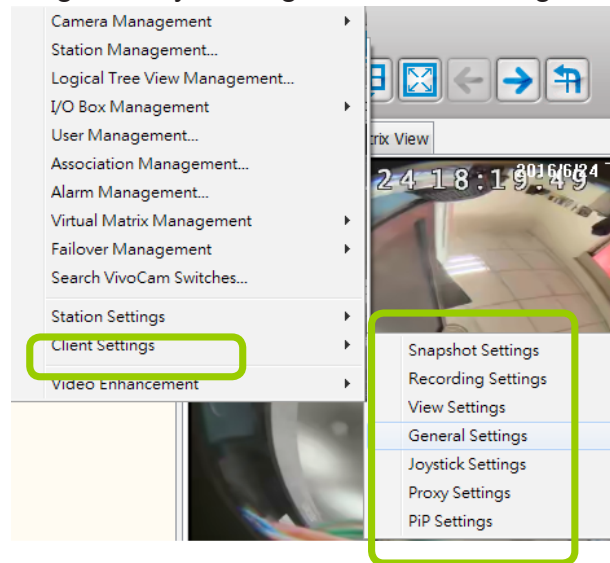 Camera Management
Station Management...
Logical Tree View Management...
I/O Box Management
User Management...
Association Management...
Alarm Management...
Virtual Matrix Management
Failover Management
Search VivoCam Switches...
Station Settings
Client Settings
Video Enhancement
trix View
24 18:19:49
2016/6/24
Snapshot Settings
Recording Settings
View Settings
General Settings
Joystick Settings
Proxy Settings
PiP Settings